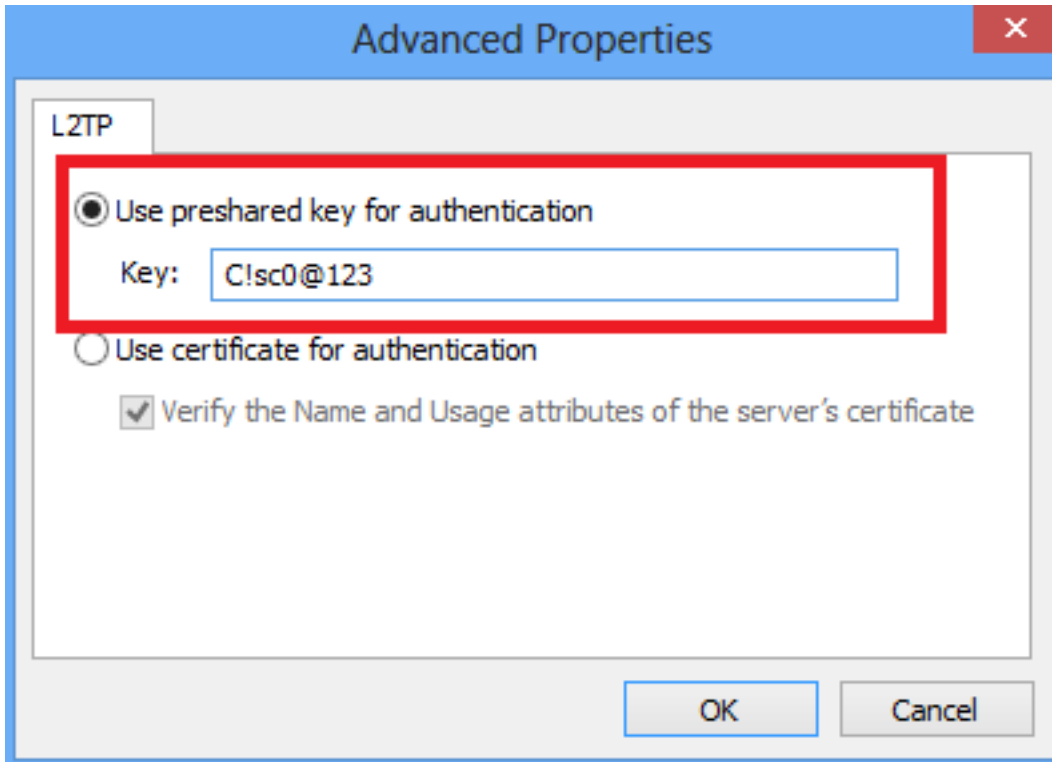 Advanced Properties
L2TP
Use preshared key for authentication
Key: C!sc0@123
Use certificate for authentication
Verify the Name and Usage attributes of the server's certificate
OK Cancel